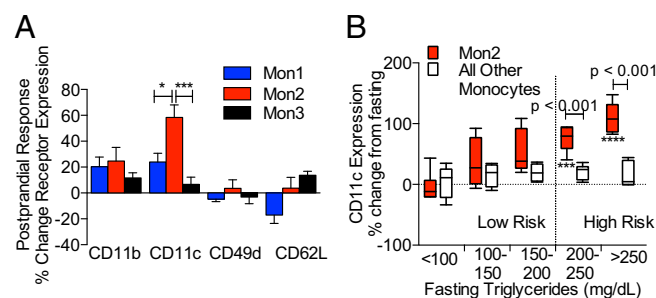 A
Postprandial Response
% Change Receptor Expression
80
60
40
20
0
-20
-40
* ***
Mon1
Mon2
Mon3
CD11b CD11c CD49d CD62L
B
CD11c Expression
% change from fasting
200
100
0
-100
Mon2
All Other
Monocytes
p < 0.001
p < 0.001
****
***
Low Risk High Risk
<100 100-150 150-200 200-250 >250
Fasting Triglycerides (mg/dL)